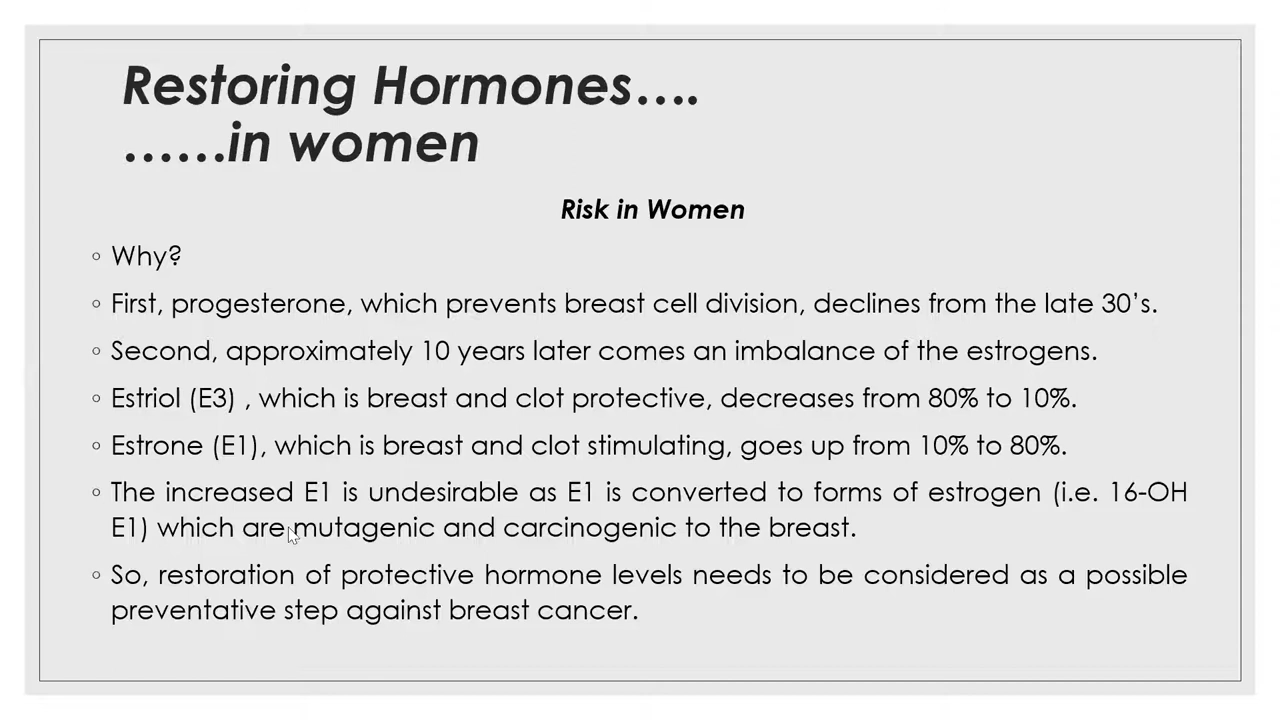 Restoring Hormones….
……in women
Risk in Women
◦ Why?
◦ First, progesterone, which prevents breast cell division, declines from the late 30’s.
◦ Second, approximately 10 years later comes an imbalance of the estrogens.
◦ Estriol (E3) , which is breast and clot protective, decreases from 80% to 10%.
◦ Estrone (E1), which is breast and clot stimulating, goes up from 10% to 80%.
◦ The increased E1 is undesirable as E1 is converted to forms of estrogen (i.e. 16-OH
E1) which are mutagenic and carcinogenic to the breast.
◦ So, restoration of protective hormone levels needs to be considered as a possible
preventative step against breast cancer.